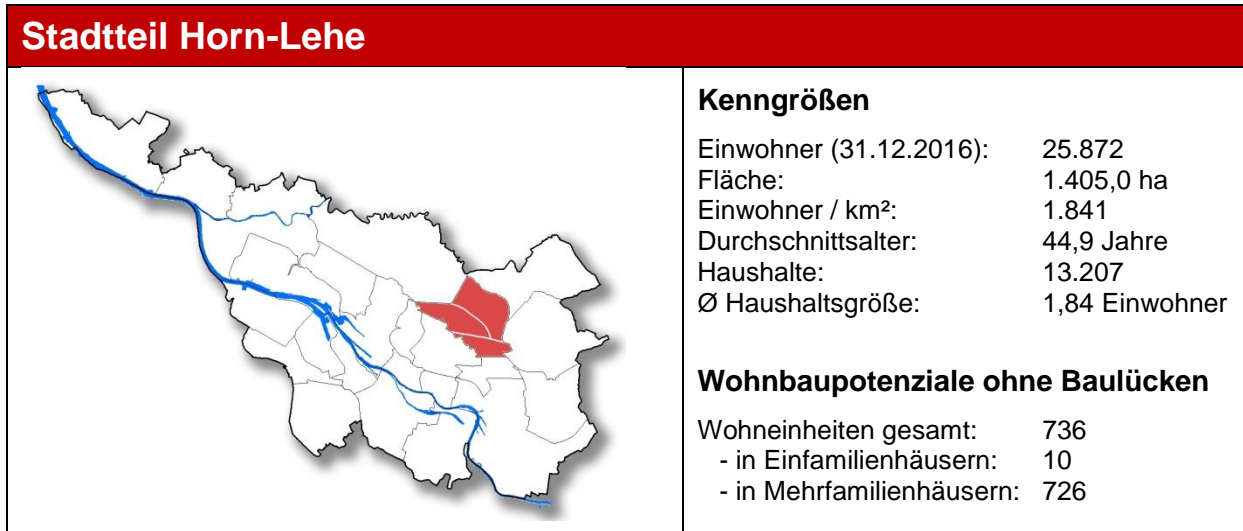 Stadtteil Horn-Lehe
Kenngrößen
Einwohner (31.12.2016): 25.872
Fläche: 1.405,0 ha
Einwohner / km²: 1.841
Durchschnittsalter: 44,9 Jahre
Haushalte: 13.207
Ø Haushaltsgröße: 1,84 Einwohner
Wohnbaupotenziale ohne Baulücken
Wohneinheiten gesamt: 736
- in Einfamilienhäusern: 10
- in Mehrfamilienhäusern: 726